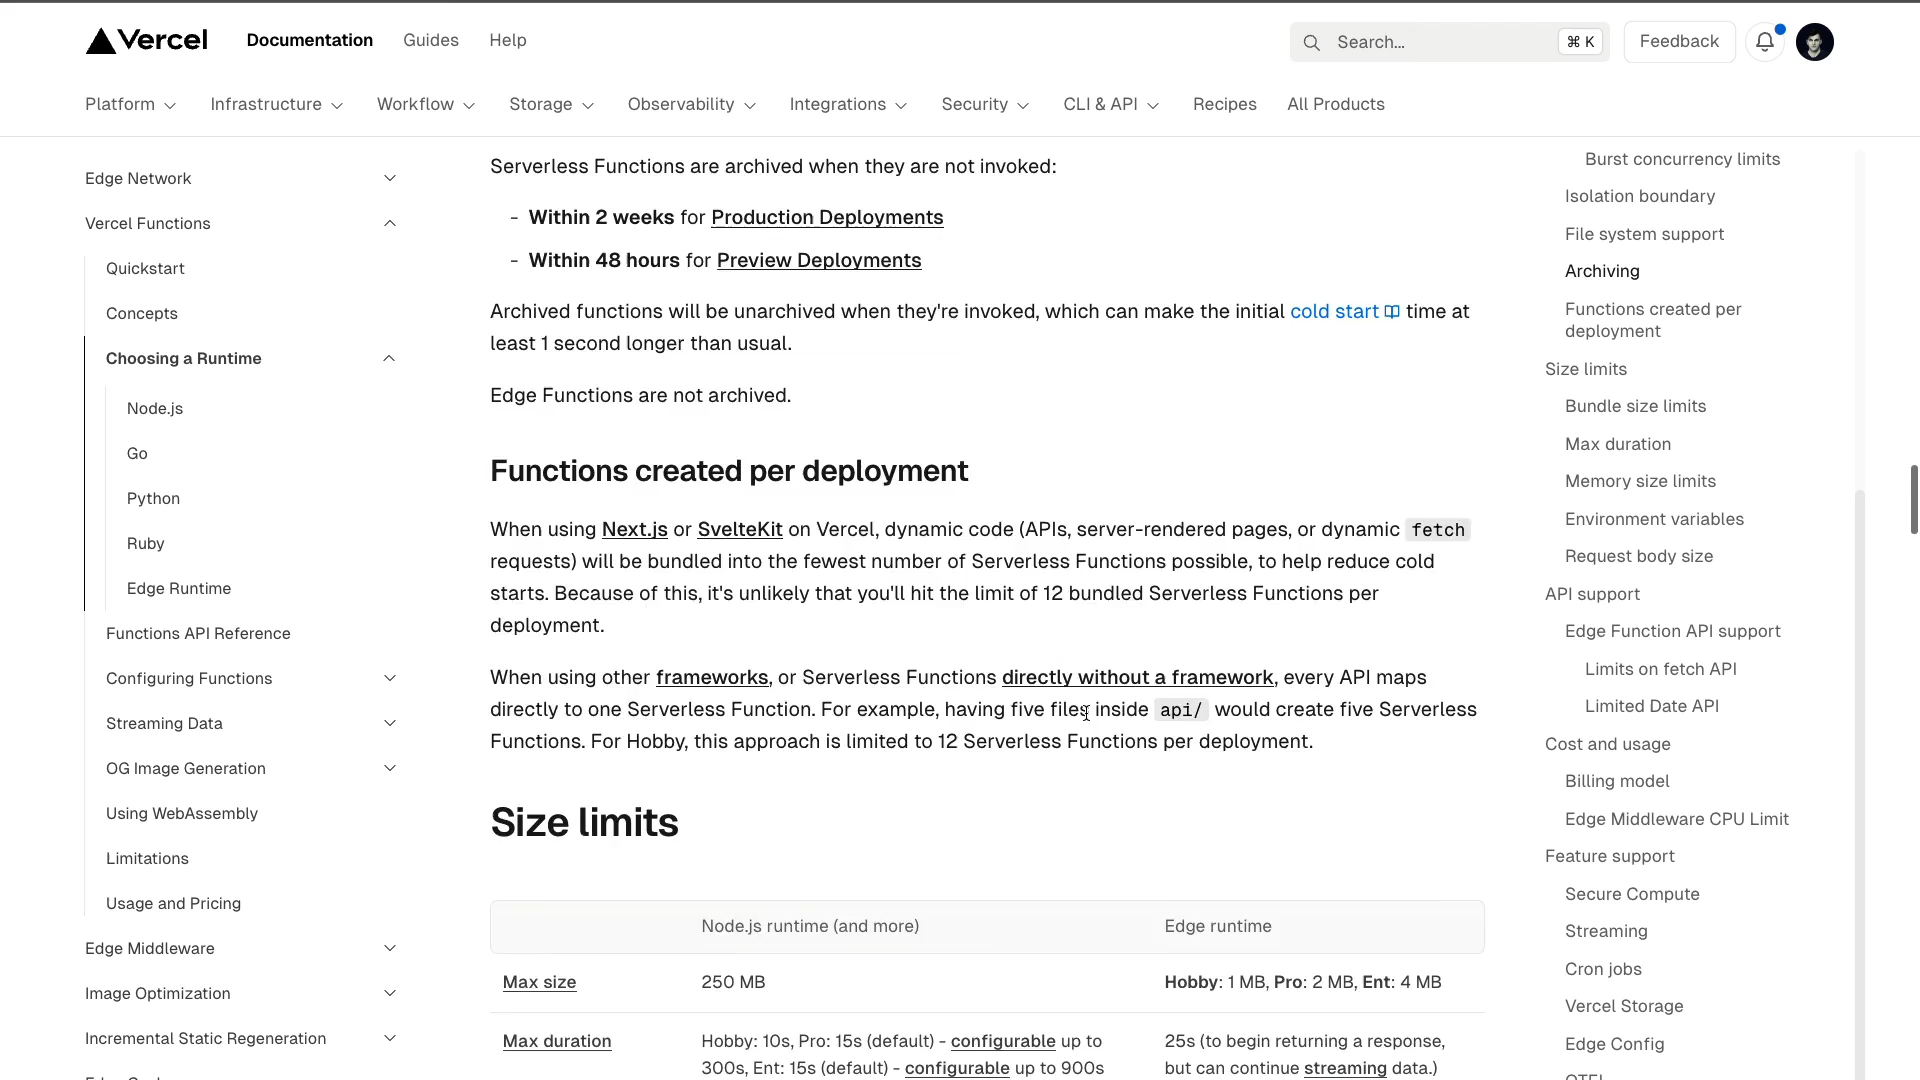 Vercel
Documentation
Guides
Help
Search...
⌘ K
Feedback
Platform
Infrastructure
Workflow
Storage
Observability
Integrations
Security
CLI & API
Recipes
All Products
Edge Network
Vercel Functions
Quickstart
Concepts
Choosing a Runtime
Node.js
Go
Python
Ruby
Edge Runtime
Functions API Reference
Configuring Functions
Streaming Data
OG Image Generation
Using WebAssembly
Limitations
Usage and Pricing
Edge Middleware
Image Optimization
Incremental Static Regeneration
Serverless Functions are archived when they are not invoked:
- Within 2 weeks for Production Deployments
- Within 48 hours for Preview Deployments
Archived functions will be unarchived when they're invoked, which can make the initial cold start time at
least 1 second longer than usual.
Edge Functions are not archived.
Functions created per deployment
When using Next.js or SvelteKit on Vercel, dynamic code (APIs, server-rendered pages, or dynamic fetch
requests) will be bundled into the fewest number of Serverless Functions possible, to help reduce cold
starts. Because of this, it's unlikely that you'll hit the limit of 12 bundled Serverless Functions per
deployment.
When using other frameworks, or Serverless Functions directly without a framework, every API maps
directly to one Serverless Function. For example, having five files inside api/ would create five Serverless
Functions. For Hobby, this approach is limited to 12 Serverless Functions per deployment.
Size limits
Node.js runtime (and more)
Edge runtime
Max size
250 MB
Hobby: 1 MB, Pro: 2 MB, Ent: 4 MB
Max duration
Hobby: 10s, Pro: 15s (default) - configurable up to
300s, Ent: 15s (default) - configurable up to 900s
25s (to begin returning a response,
but can continue streaming data.)
Burst concurrency limits
Isolation boundary
File system support
Archiving
Functions created per
deployment
Size limits
Bundle size limits
Max duration
Memory size limits
Environment variables
Request body size
API support
Edge Function API support
Limits on fetch API
Limited Date API
Cost and usage
Billing model
Edge Middleware CPU Limit
Feature support
Secure Compute
Streaming
Cron jobs
Vercel Storage
Edge Config